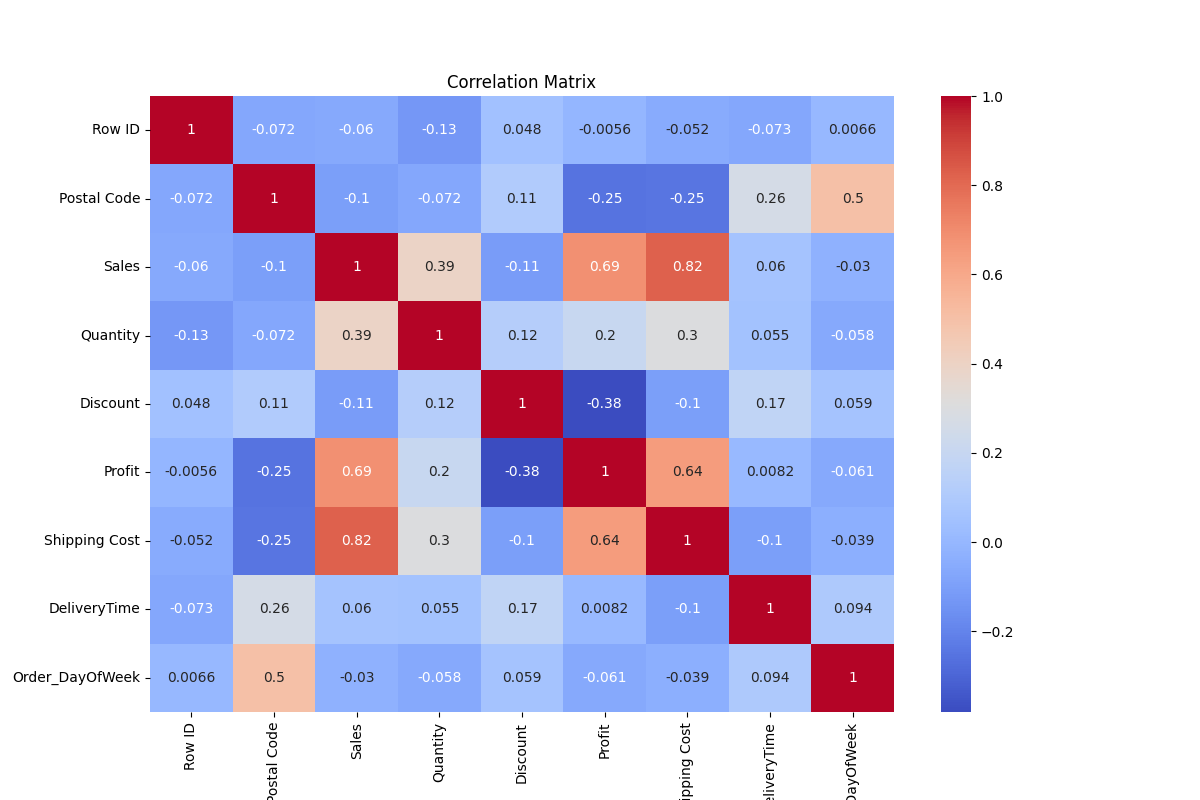 Correlation Matrix
Row ID 1 -0.072 -0.06 -0.13 0.048 -0.0056 -0.052 -0.073 0.0066
Postal Code -0.072 1 -0.1 -0.072 0.11 -0.25 -0.25 0.26 0.5
Sales -0.06 -0.1 1 0.39 -0.11 0.69 0.82 0.06 -0.03
Quantity -0.13 -0.072 0.39 1 0.12 0.2 0.3 0.055 -0.058
Discount 0.048 0.11 -0.11 0.12 1 -0.38 -0.1 0.17 0.059
Profit -0.0056 -0.25 0.69 0.2 -0.38 1 0.64 0.0082 -0.061
Shipping Cost -0.052 -0.25 0.82 0.3 -0.1 0.64 1 -0.1 -0.039
DeliveryTime -0.073 0.26 0.06 0.055 0.17 0.0082 -0.1 1 0.094
Order_DayOfWeek 0.0066 0.5 -0.03 -0.058 0.059 -0.061 -0.039 0.094 1
Row ID
Postal Code
Sales
Quantity
Discount
Profit
ipping Cost
eliveryTime
DayOfWeek
1.0
0.8
0.6
0.4
0.2
0.0
−0.2